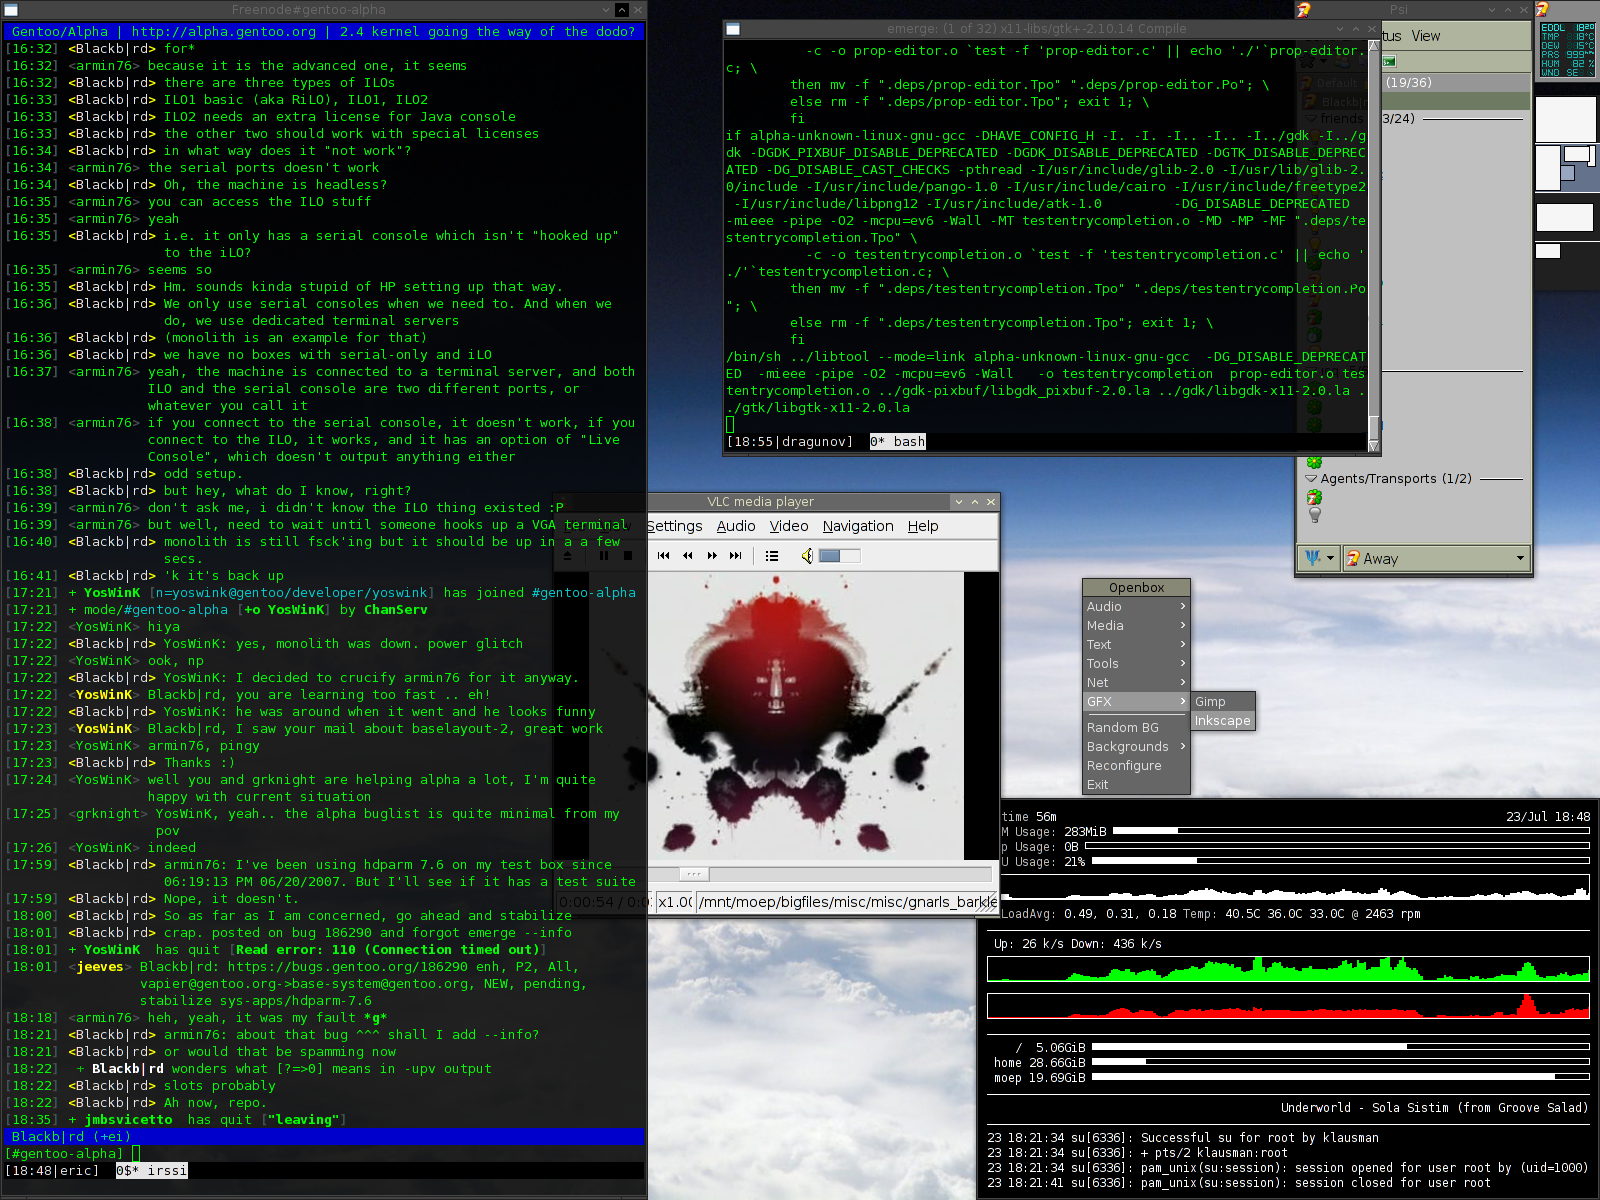 Freenode#gentoo-alpha
Gentoo/Alpha | http://alpha.gentoo.org | 2.4 kernel going the way of the dodo?
[16:32] <Blackb|rd> for*
[16:32] <armin76> because it is the advanced one, it seems
[16:32] <Blackb|rd> there are three types of ILOs
[16:33] <Blackb|rd> ILO1 basic (aka RiLO), ILO1, ILO2
[16:33] <Blackb|rd> ILO2 needs an extra license for Java console
[16:33] <Blackb|rd> the other two should work with special licenses
[16:34] <Blackb|rd> in what way does it "not work"?
[16:34] <armin76> the serial ports doesn't work
[16:34] <Blackb|rd> Oh, the machine is headless?
[16:35] <armin76> you can access the ILO stuff
[16:35] <armin76> yeah
[16:35] <Blackb|rd> i.e. it only has a serial console which isn't "hooked up"
to the iLO?
[16:35] <armin76> seems so
[16:35] <Blackb|rd> Hm. sounds kinda stupid of HP setting up that way.
[16:36] <Blackb|rd> We only use serial consoles when we need to. And when we
do, we use dedicated terminal servers
[16:36] <Blackb|rd> (monolith is an example for that)
[16:36] <Blackb|rd> we have no boxes with serial-only and iLO
[16:37] <armin76> yeah, the machine is connected to a terminal server, and both
ILO and the serial console are two different ports, or
whatever you call it
[16:38] <armin76> if you connect to the serial console, it doesn't work, if you
connect to the ILO, it works, and it has an option of "Live
Console", which doesn't output anything either
[16:38] <Blackb|rd> odd setup.
[16:38] <Blackb|rd> but hey, what do I know, right?
[16:39] <armin76> don't ask me, i didn't know the ILO thing existed :P
[16:39] <armin76> but well, need to wait until someone hooks up a VGA terminal
[16:40] <Blackb|rd> monolith is still fsck'ing but it should be up in a a few
secs.
[16:41] <Blackb|rd> 'k it's back up
[17:21] + YosWinK [n=yoswink@gentoo/developer/yoswink] has joined #gentoo-alpha
[17:21] + mode/#gentoo-alpha [+o YosWinK] by ChanServ
[17:22] <YosWinK> hiya
[17:22] <Blackb|rd> YosWinK: yes, monolith was down. power glitch
[17:22] <YosWinK> ook, np
[17:22] <Blackb|rd> YosWinK: I decided to crucify armin76 for it anyway.
[17:22] <YosWinK> Blackb|rd, you are learning too fast .. eh!
[17:22] <Blackb|rd> YosWinK: he was around when it went and he looks funny
[17:23] <YosWinK> Blackb|rd, I saw your mail about baselayout-2, great work
[17:23] <YosWinK> armin76, pingy
[17:23] <Blackb|rd> Thanks :)
[17:24] <YosWinK> well you and grknight are helping alpha a lot, I'm quite
happy with current situation
[17:25] <grknight> YosWinK, yeah.. the alpha buglist is quite minimal from my
pov
[17:26] <YosWinK> indeed
[17:59] <Blackb|rd> armin76: I've been using hdparm 7.6 on my test box since
06:19:13 PM 06/20/2007. But I'll see if it has a test suite
[17:59] <Blackb|rd> Nope, it doesn't.
[18:00] <Blackb|rd> So as far as I am concerned, go ahead and stabilize
[18:01] <Blackb|rd> crap. posted on bug 186290 and forgot emerge --info
[18:01] + YosWinK  has quit [Read error: 110 (Connection timed out)]
[18:01] <jeeves> Blackb|rd: https://bugs.gentoo.org/186290 enh, P2, All,
vapier@gentoo.org->base-system@gentoo.org, NEW, pending,
stabilize sys-apps/hdparm-7.6
[18:18] <armin76> heh, yeah, it was my fault *g*
[18:21] <Blackb|rd> armin76: about that bug ^^^ shall I add --info?
[18:21] <Blackb|rd> or would that be spamming now
[18:22]  + Blackb|rd wonders what [?=>0] means in -upv output
[18:22] <Blackb|rd> slots probably
[18:22] <Blackb|rd> Ah now, repo.
[18:35] + jmbsvicetto  has quit ["leaving"]
Blackb|rd (+ei)
[#gentoo-alpha]
[18:48|eric]  0$* irssi
emerge: (1 of 32) x11-libs/gtk+-2.10.14 Compile
-c -o prop-editor.o `test -f 'prop-editor.c' || echo './'`prop-editor.
c; \
then mv -f ".deps/prop-editor.Tpo" ".deps/prop-editor.Po"; \
else rm -f ".deps/prop-editor.Tpo"; exit 1; \
fi
if alpha-unknown-linux-gnu-gcc -DHAVE_CONFIG_H -I. -I. -I.. -I.. -I../gdk -I../g
dk -DGDK_PIXBUF_DISABLE_DEPRECATED -DGDK_DISABLE_DEPRECATED -DGTK_DISABLE_DEPREC
ATED -DG_DISABLE_CAST_CHECKS -pthread -I/usr/include/glib-2.0 -I/usr/lib/glib-2.
0/include -I/usr/include/pango-1.0 -I/usr/include/cairo -I/usr/include/freetype2
-I/usr/include/libpng12 -I/usr/include/atk-1.0         -DG_DISABLE_DEPRECATED
-mieee -pipe -O2 -mcpu=ev6 -Wall -MT testentrycompletion.o -MD -MP -MF ".deps/te
stentrycompletion.Tpo" \
-c -o testentrycompletion.o `test -f 'testentrycompletion.c' || echo '
./'`testentrycompletion.c; \
then mv -f ".deps/testentrycompletion.Tpo" ".deps/testentrycompletion.Po
"; \
else rm -f ".deps/testentrycompletion.Tpo"; exit 1; \
fi
/bin/sh ../libtool --mode=link alpha-unknown-linux-gnu-gcc  -DG_DISABLE_DEPRECAT
ED  -mieee -pipe -O2 -mcpu=ev6 -Wall   -o testentrycompletion  prop-editor.o tes
tentrycompletion.o ../gdk-pixbuf/libgdk_pixbuf-2.0.la ../gdk/libgdk-x11-2.0.la .
./gtk/libgtk-x11-2.0.la
[18:55|dragunov]  0* bash
Psi
tus View
Default (19/36)
Blackb
friends 3/24)
Agents/Transports (1/2)
Away
EDDL 1820
TMP 18°C
DEW 15°C
PRS 999
HUM 82 %
WND SE
VLC media player
Settings Audio Video Navigation Help
0:00:54 / 0:0 x1.00 /mnt/moep/bigfiles/misc/misc/gnarls_barkle
Openbox
Audio
Media
Text
Tools
Net
GFX
Gimp
Inkscape
Random BG
Backgrounds
Reconfigure
Exit
time 56m 23/Jul 18:48
M Usage: 283MiB
p Usage: 0B
U Usage: 21%
LoadAvg: 0.49, 0.31, 0.18 Temp: 40.5C 36.0C 33.0C @ 2463 rpm
Up: 26 k/s Down: 436 k/s
/ 5.06GiB
home 28.66GiB
moep 19.69GiB
Underworld - Sola Sistim (from Groove Salad)
23 18:21:34 su[6336]: Successful su for root by klausman
23 18:21:34 su[6336]: + pts/2 klausman:root
23 18:21:34 su[6336]: pam_unix(su:session): session opened for user root by (uid=1000)
23 18:21:41 su[6336]: pam_unix(su:session): session closed for user root